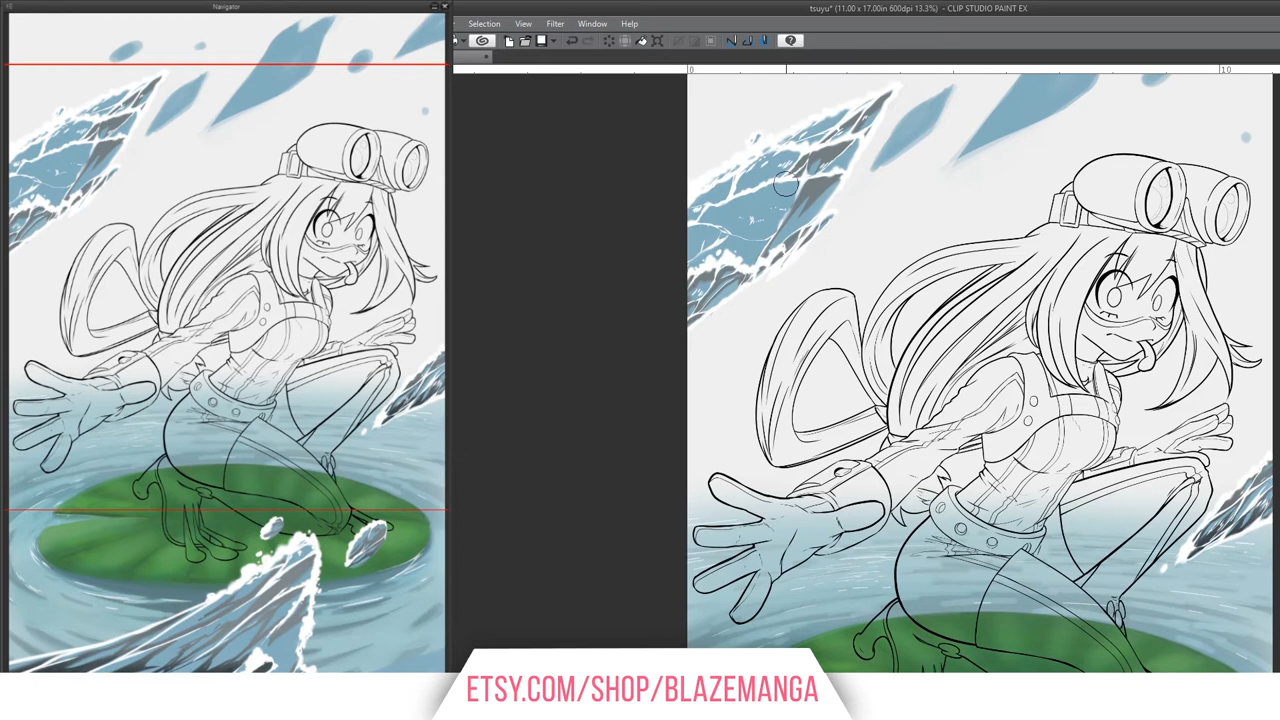 Navigator
tsuyu* (11.00 x 17.00in 600dpi 13.3%) - CLIP STUDIO PAINT EX
Selection View Filter Window Help
0 10
ETSY.COM/SHOP/BLAZEMANGA